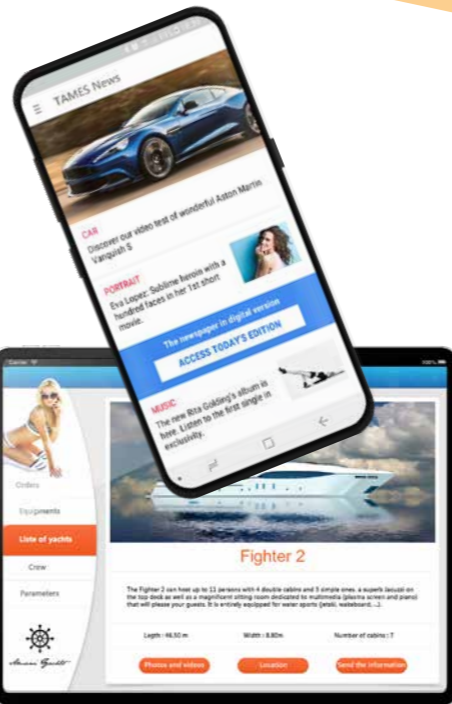 TAMES News
CAR
Discover our video test of wonderful Aston Martin
Vanquish S
PORTRAIT
Eva Lopez: Sublime heroin with a
hundred faces in her 1st short
movie.
The newspaper in digital version
ACCESS TODAY'S EDITION
MUSIC
The new Rita Golding's album is
here. Listen to the first single in
exclusivity.
Carrier
100%
Orders
Equipments
Liste of yachts
Crew
Parameters
Fighter 2
The Fighter 2 can host up to 11 persons with 4 double cabins and 3 simple ones, a superb Jacuzzi on
the top deck as well as a magnificent sitting room dedicated to multimedia (plasma screen and piano)
that will please your guests. It is entirely equipped for water sports (jetski, wakeboard, ...).
Legth : 46.50 m
Width : 8.80m
Number of cabins : 7
Photos and videos
Location
Send the information